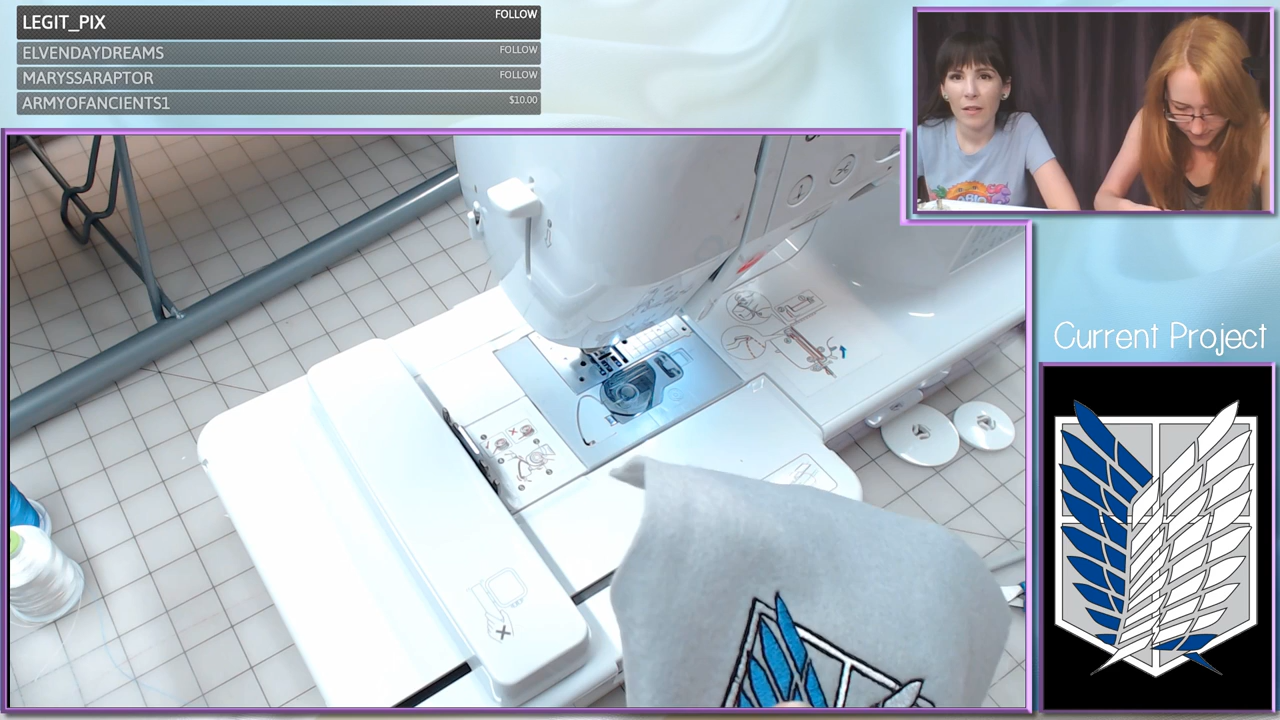 LEGIT_PIX FOLLOW
ELVENDAYDREAMS FOLLOW
MARYSSARAPTOR FOLLOW
ARMYOFANCIENTS1 $10.00
Current Project